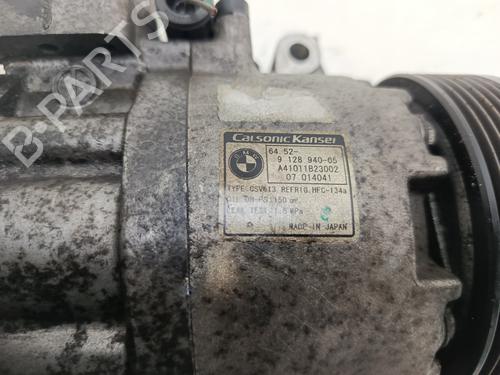 Calsonic Kansei
BMW
64.52-
9 128 940-05
A41011B23002
07 014041
TYPE CSV613 REFRIG.HFC-134a
MADE IN JAPAN